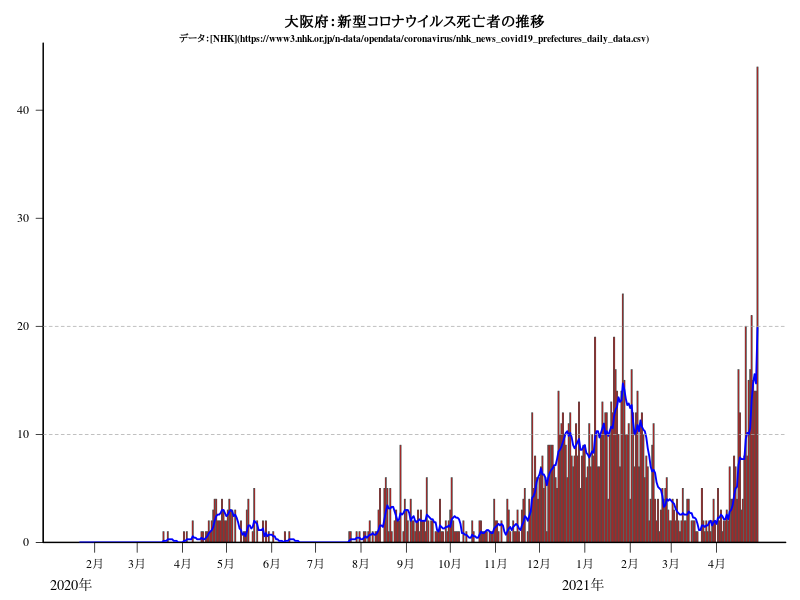 大阪府：新型コロナウイルス死亡者の推移
データ：[NHK](https://www3.nhk.or.jp/n-data/opendata/coronavirus/nhk_news_covid19_prefectures_daily_data.csv)
40
30
20
10
0
2月 3月 4月 5月 6月 7月 8月 9月 10月 11月 12月 1月 2月 3月 4月
2020年 2021年